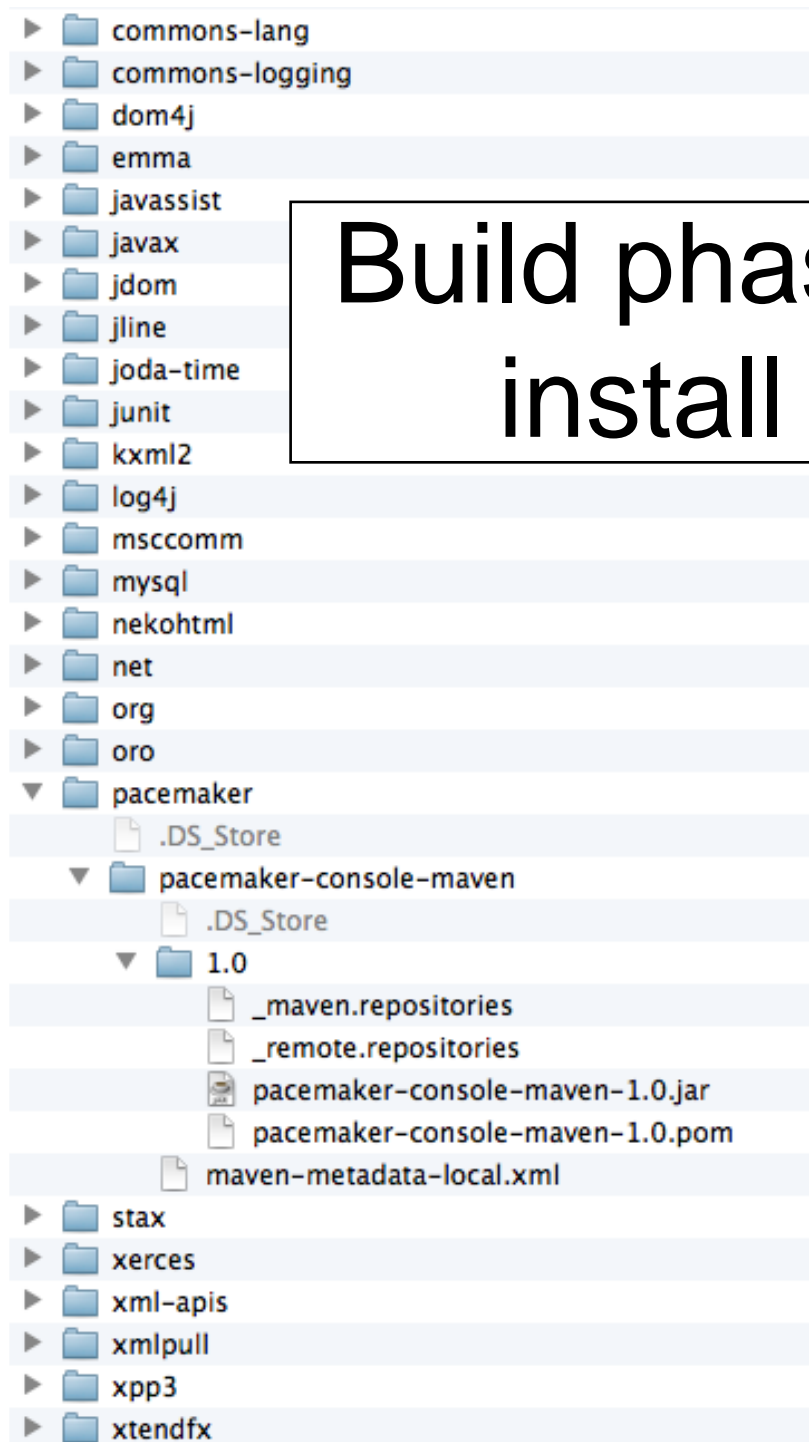 commons-lang
commons-logging
dom4j
emma
javassist
javax
jdom
jline
joda-time
junit
kxml2
Build phas
install
log4j
msccomm
mysql
nekohtml
net
org
oro
pacemaker
.DS_Store
pacemaker-console-maven
.DS_Store
1.0
_maven.repositories
_remote.repositories
pacemaker-console-maven-1.0.jar
pacemaker-console-maven-1.0.pom
maven-metadata-local.xml
stax
xerces
xml-apis
xmlpull
xpp3
xtendfx